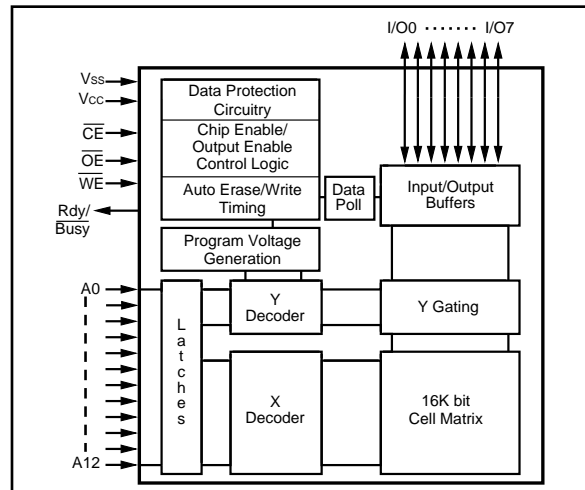 I/O0 ········ I/O7
VSS
VCC
CE
OE
WE
Rdy/
Busy
A0
A12
Data Protection
Circuitry
Chip Enable/
Output Enable
Control Logic
Auto Erase/Write
Timing
Data
Poll
Input/Output
Buffers
Program Voltage
Generation
Latches
Y
Decoder
Y Gating
X
Decoder
16K bit
Cell Matrix